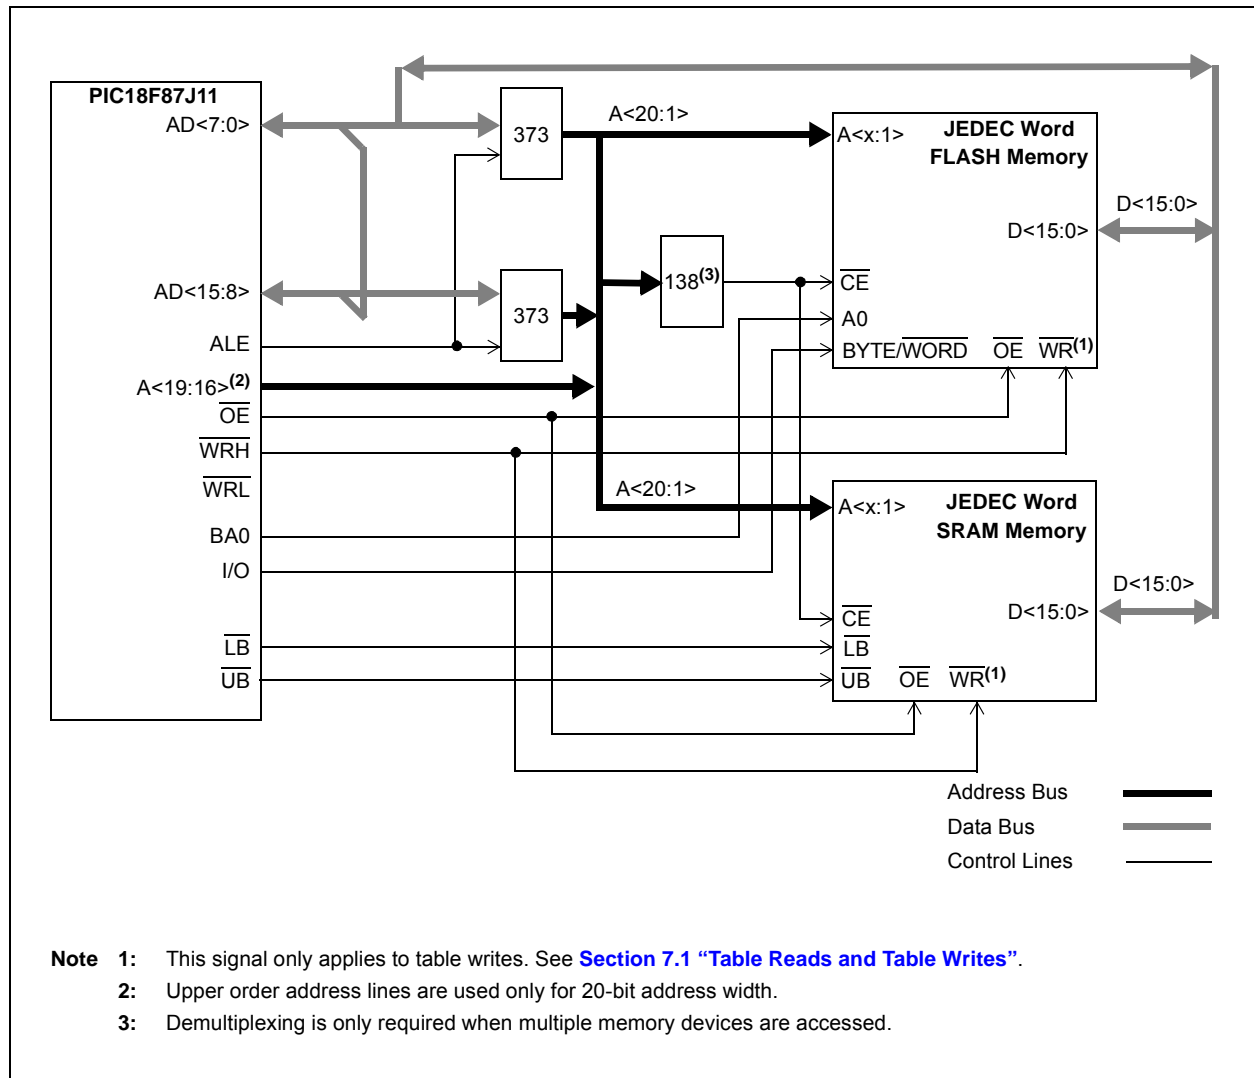 PIC18F87J11
AD<7:0>
AD<15:8>
ALE
A<19:16>(2)
OE
WRH
WRL
BA0
I/O
LB
UB
373
373
A<20:1>
138(3)
A<20:1>
JEDEC Word
FLASH Memory
A<x:1>
D<15:0>
CE
A0
BYTE/WORD OE WR(1)
D<15:0>
JEDEC Word
SRAM Memory
A<x:1>
D<15:0>
CE
LB
UB OE WR(1)
D<15:0>
Address Bus
Data Bus
Control Lines
Note 1: This signal only applies to table writes. See Section 7.1 “Table Reads and Table Writes”.
2: Upper order address lines are used only for 20-bit address width.
3: Demultiplexing is only required when multiple memory devices are accessed.